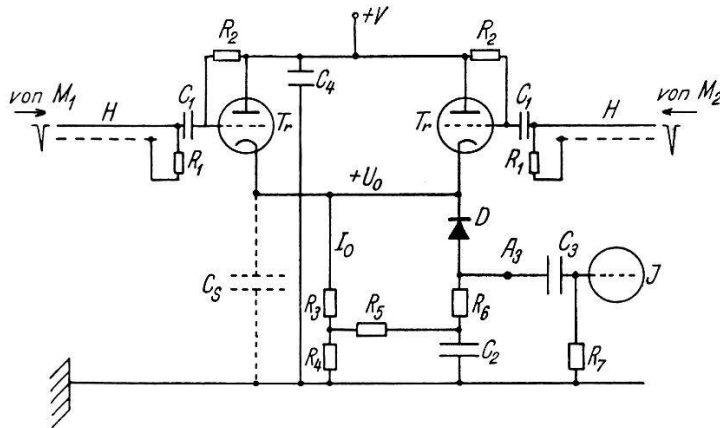 +V
R₂
R₂
C₄
von M₁
H
C₁
Tr
Tr
C₁
H
von M₂
R₁
R₁
+U₀
I₀
D
A₃
C₃
J
Cₛ
R₃
R₅
R₆
R₄
C₂
R₇